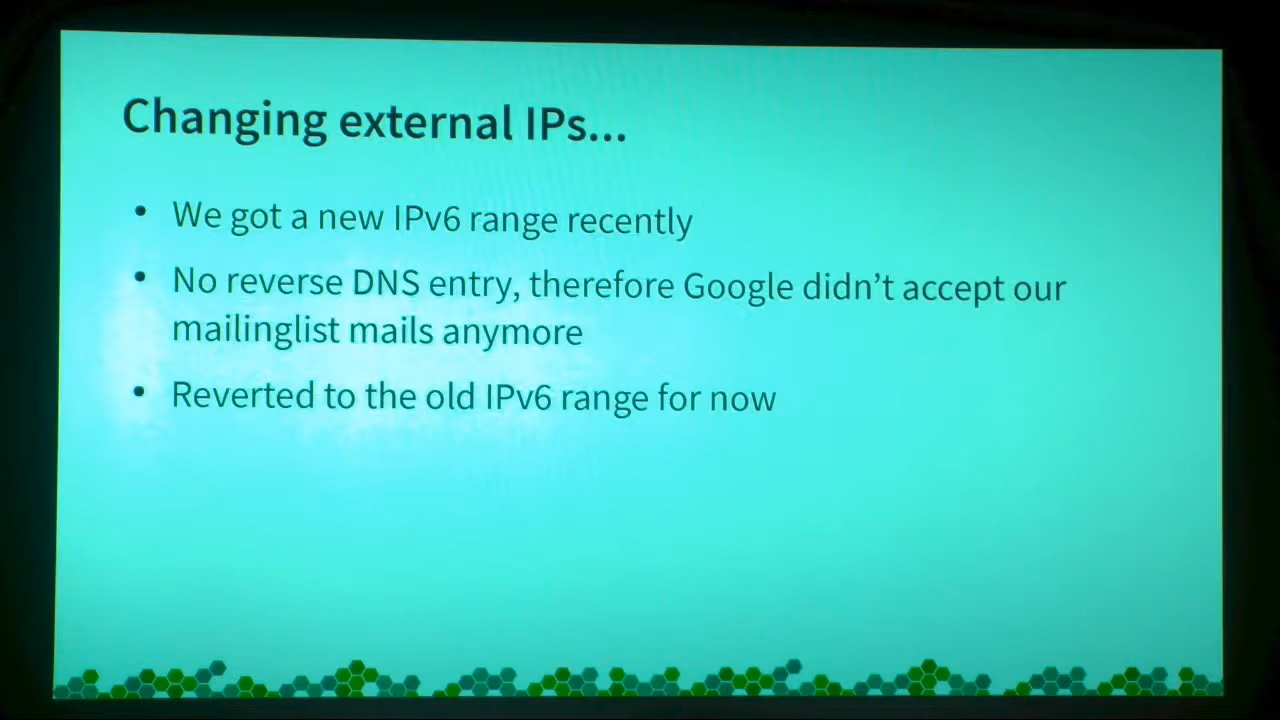 Changing external IPs...
• We got a new IPv6 range recently
• No reverse DNS entry, therefore Google didn’t accept our
mailinglist mails anymore
• Reverted to the old IPv6 range for now